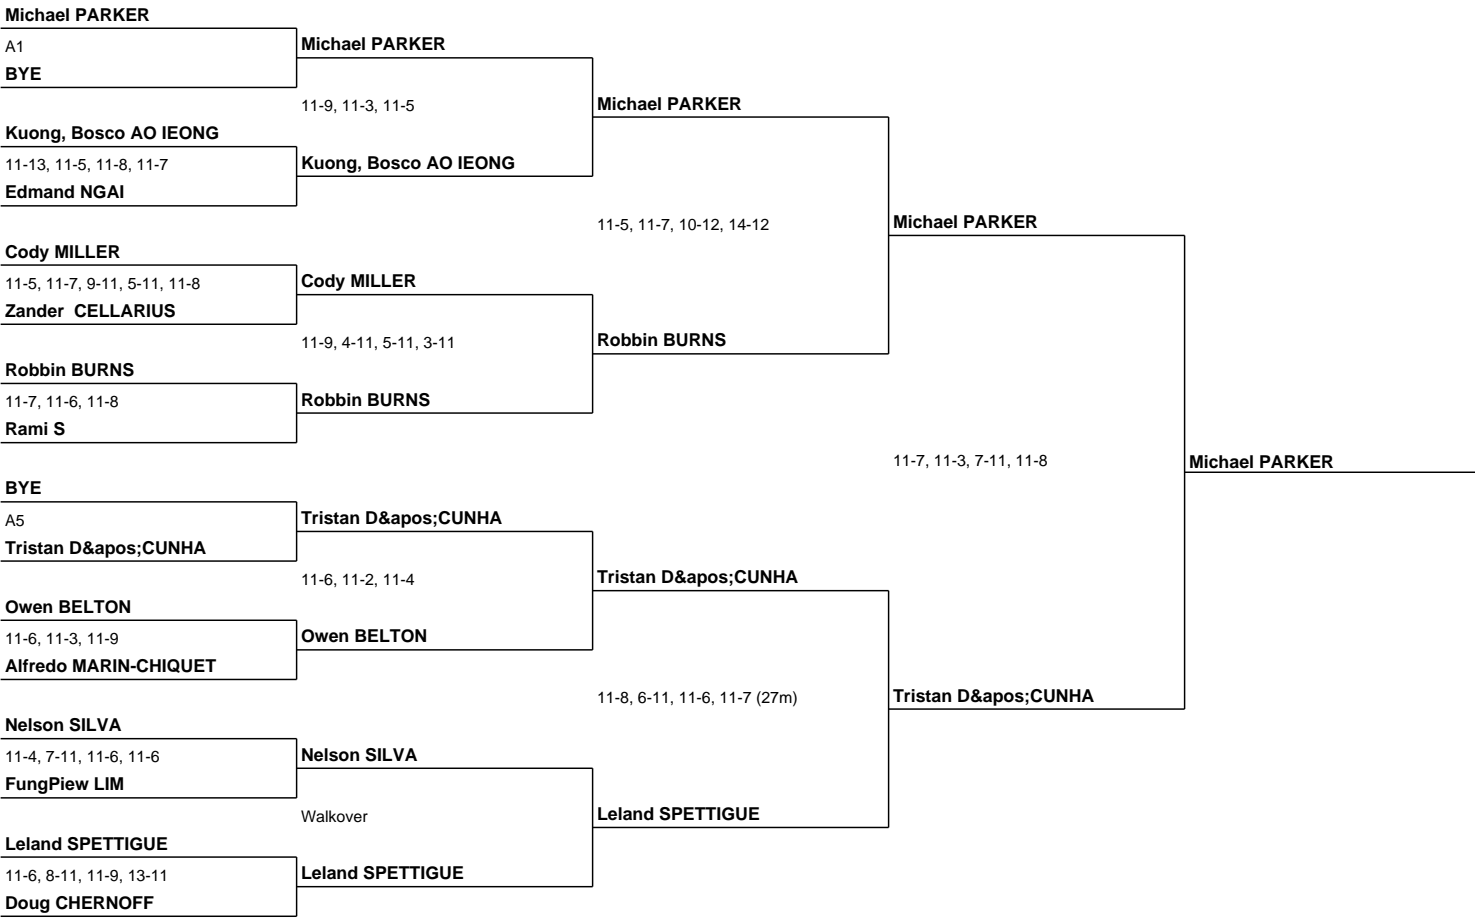 Michael PARKER
A1
BYE
Kuong, Bosco AO IEONG
11-13, 11-5, 11-8, 11-7
Edmand NGAI
Cody MILLER
11-5, 11-7, 9-11, 5-11, 11-8
Zander  CELLARIUS
Robbin BURNS
11-7, 11-6, 11-8
Rami S
BYE
A5
Tristan D&apos;CUNHA
Owen BELTON
11-6, 11-3, 11-9
Alfredo MARIN-CHIQUET
Nelson SILVA
11-4, 7-11, 11-6, 11-6
FungPiew LIM
Leland SPETTIGUE
11-6, 8-11, 11-9, 13-11
Doug CHERNOFF
Michael PARKER
11-9, 11-3, 11-5
Kuong, Bosco AO IEONG
Cody MILLER
11-9, 4-11, 5-11, 3-11
Robbin BURNS
Tristan D&apos;CUNHA
11-6, 11-2, 11-4
Owen BELTON
Nelson SILVA
Walkover
Leland SPETTIGUE
Michael PARKER
11-5, 11-7, 10-12, 14-12
Robbin BURNS
Tristan D&apos;CUNHA
11-8, 6-11, 11-6, 11-7 (27m)
Leland SPETTIGUE
Michael PARKER
11-7, 11-3, 7-11, 11-8
Tristan D&apos;CUNHA
Michael PARKER